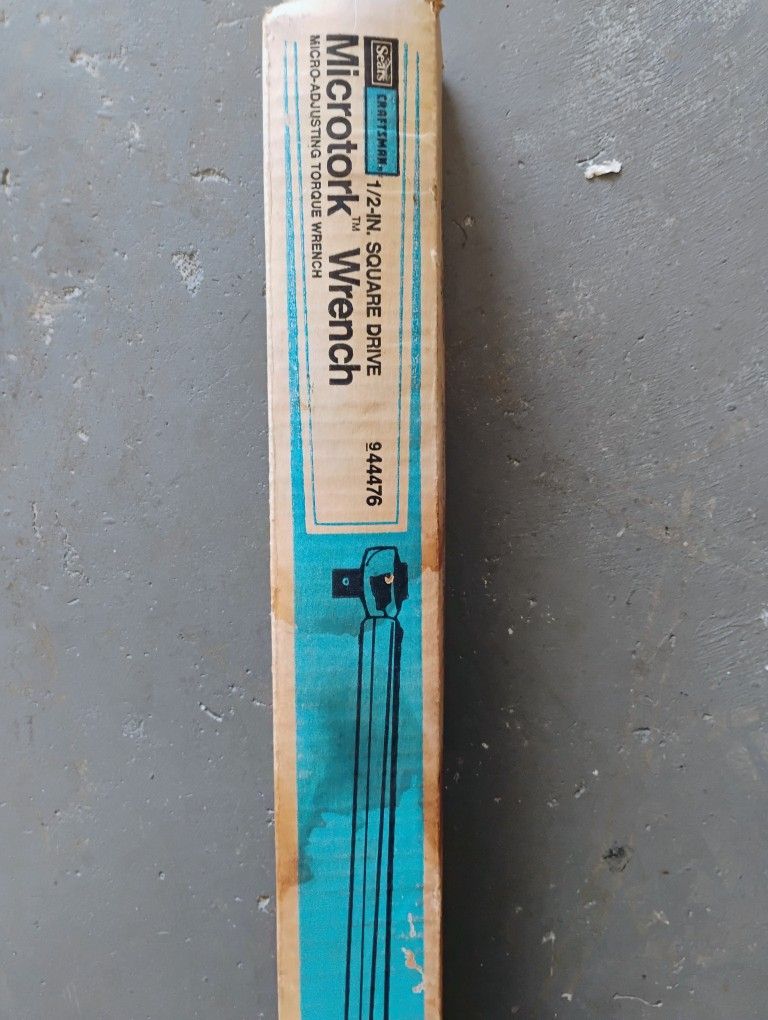 Sears
CRAFTSMAN®
1/2-IN. SQUARE DRIVE
Microtork™ Wrench
MICRO-ADJUSTING TORQUE WRENCH
944476